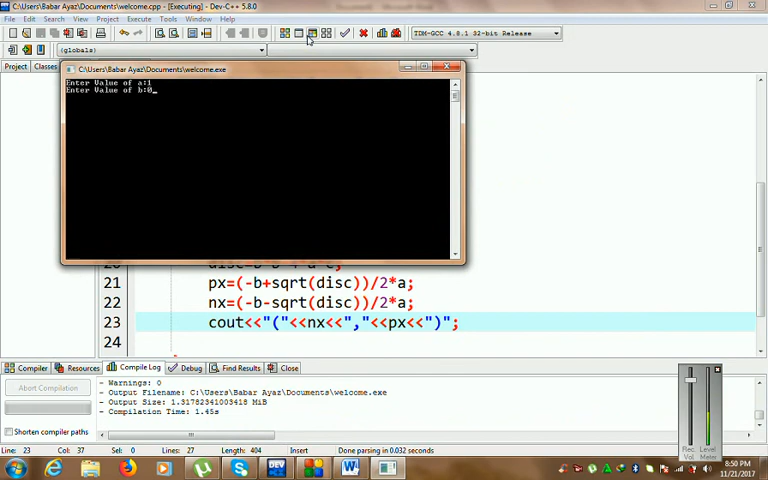 C:\Users\Babar Ayaz\Documents\welcome.cpp - [Executing] - Dev-C++ 5.8.0
File Edit Search View Project Execute Tools Window Help
TDM-GCC 4.8.1 32-bit Release
(globals)
Project Classes
C:\Users\Babar Ayaz\Documents\welcome.exe
Enter Value of a:1
Enter Value of b:0_
21 px=(-b+sqrt(disc))/2*a;
22 nx=(-b-sqrt(disc))/2*a;
23 cout<<"("<<nx<<","<<px<<")";
24
Compiler Resources Compile Log Debug Find Results Close
Abort Compilation
Shorten compiler paths
- Warnings: 0
- Output Filename: C:\Users\Babar Ayaz\Documents\welcome.exe
- Output Size: 1.31782341003418 MiB
- Compilation Time: 1.45s
Rec. Vol
Level Meter
Line: 23 Col: 37 Sel: 0 Lines: 27 Length: 404 Insert Done parsing in 0.032 seconds
DEV
8:50 PM
11/21/2017